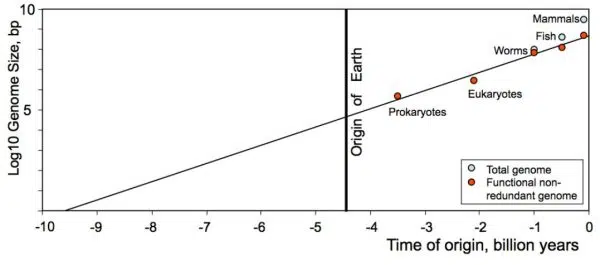 10
Mammals
Fish
Worms
Log10 Genome Size, bp
Origin of Earth
5
Eukaryotes
Prokaryotes
Total genome
Functional non-
redundant genome
-10 -9 -8 -7 -6 -5 -4 -3 -2 -1 0
Time of origin, billion years